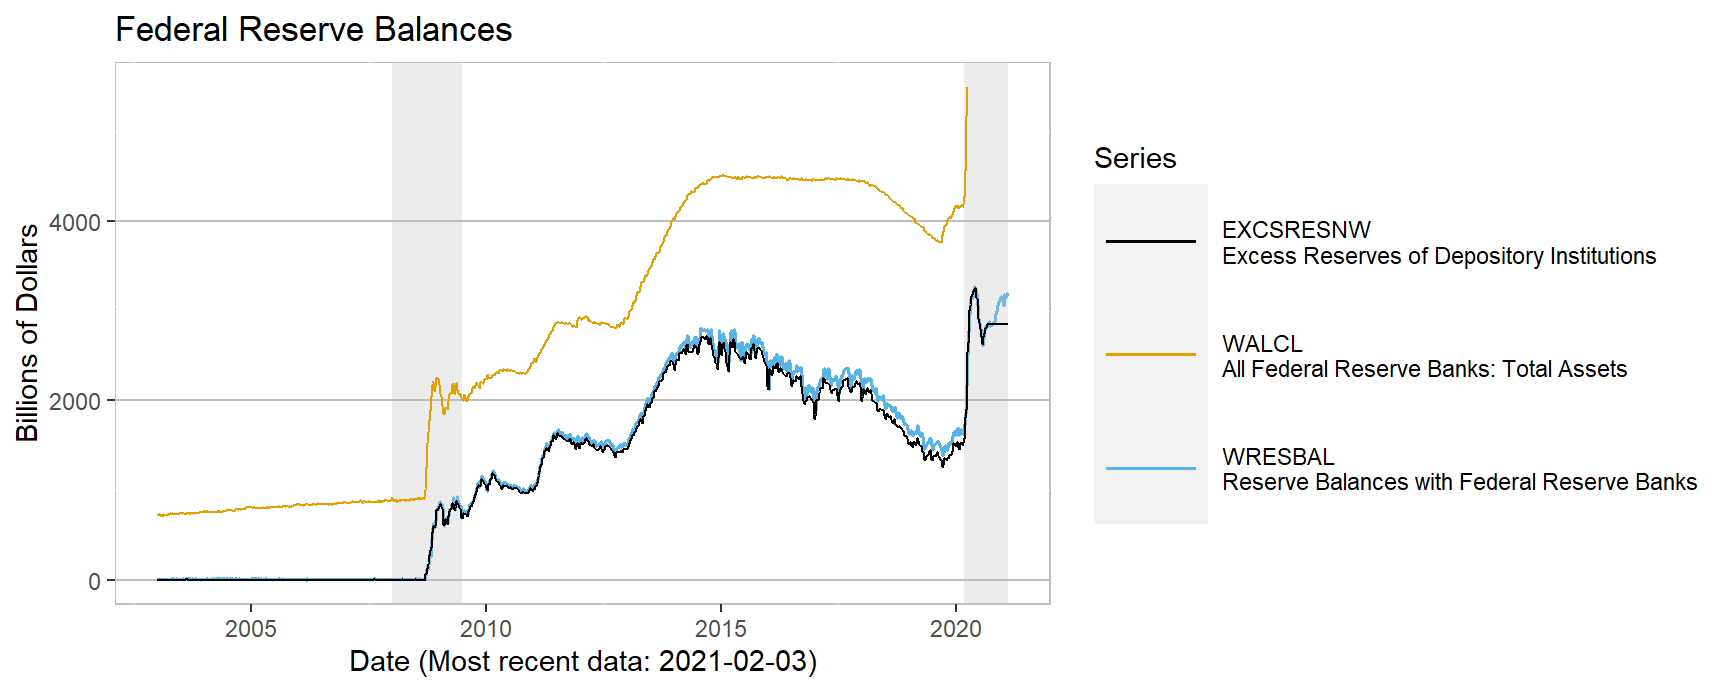 Federal Reserve Balances
Billions of Dollars
4000
2000
0
2005
2010
2015
2020
Date (Most recent data: 2021-02-03)
Series
EXCSRESNW
Excess Reserves of Depository Institutions
WALCL
All Federal Reserve Banks: Total Assets
WRESBAL
Reserve Balances with Federal Reserve Banks